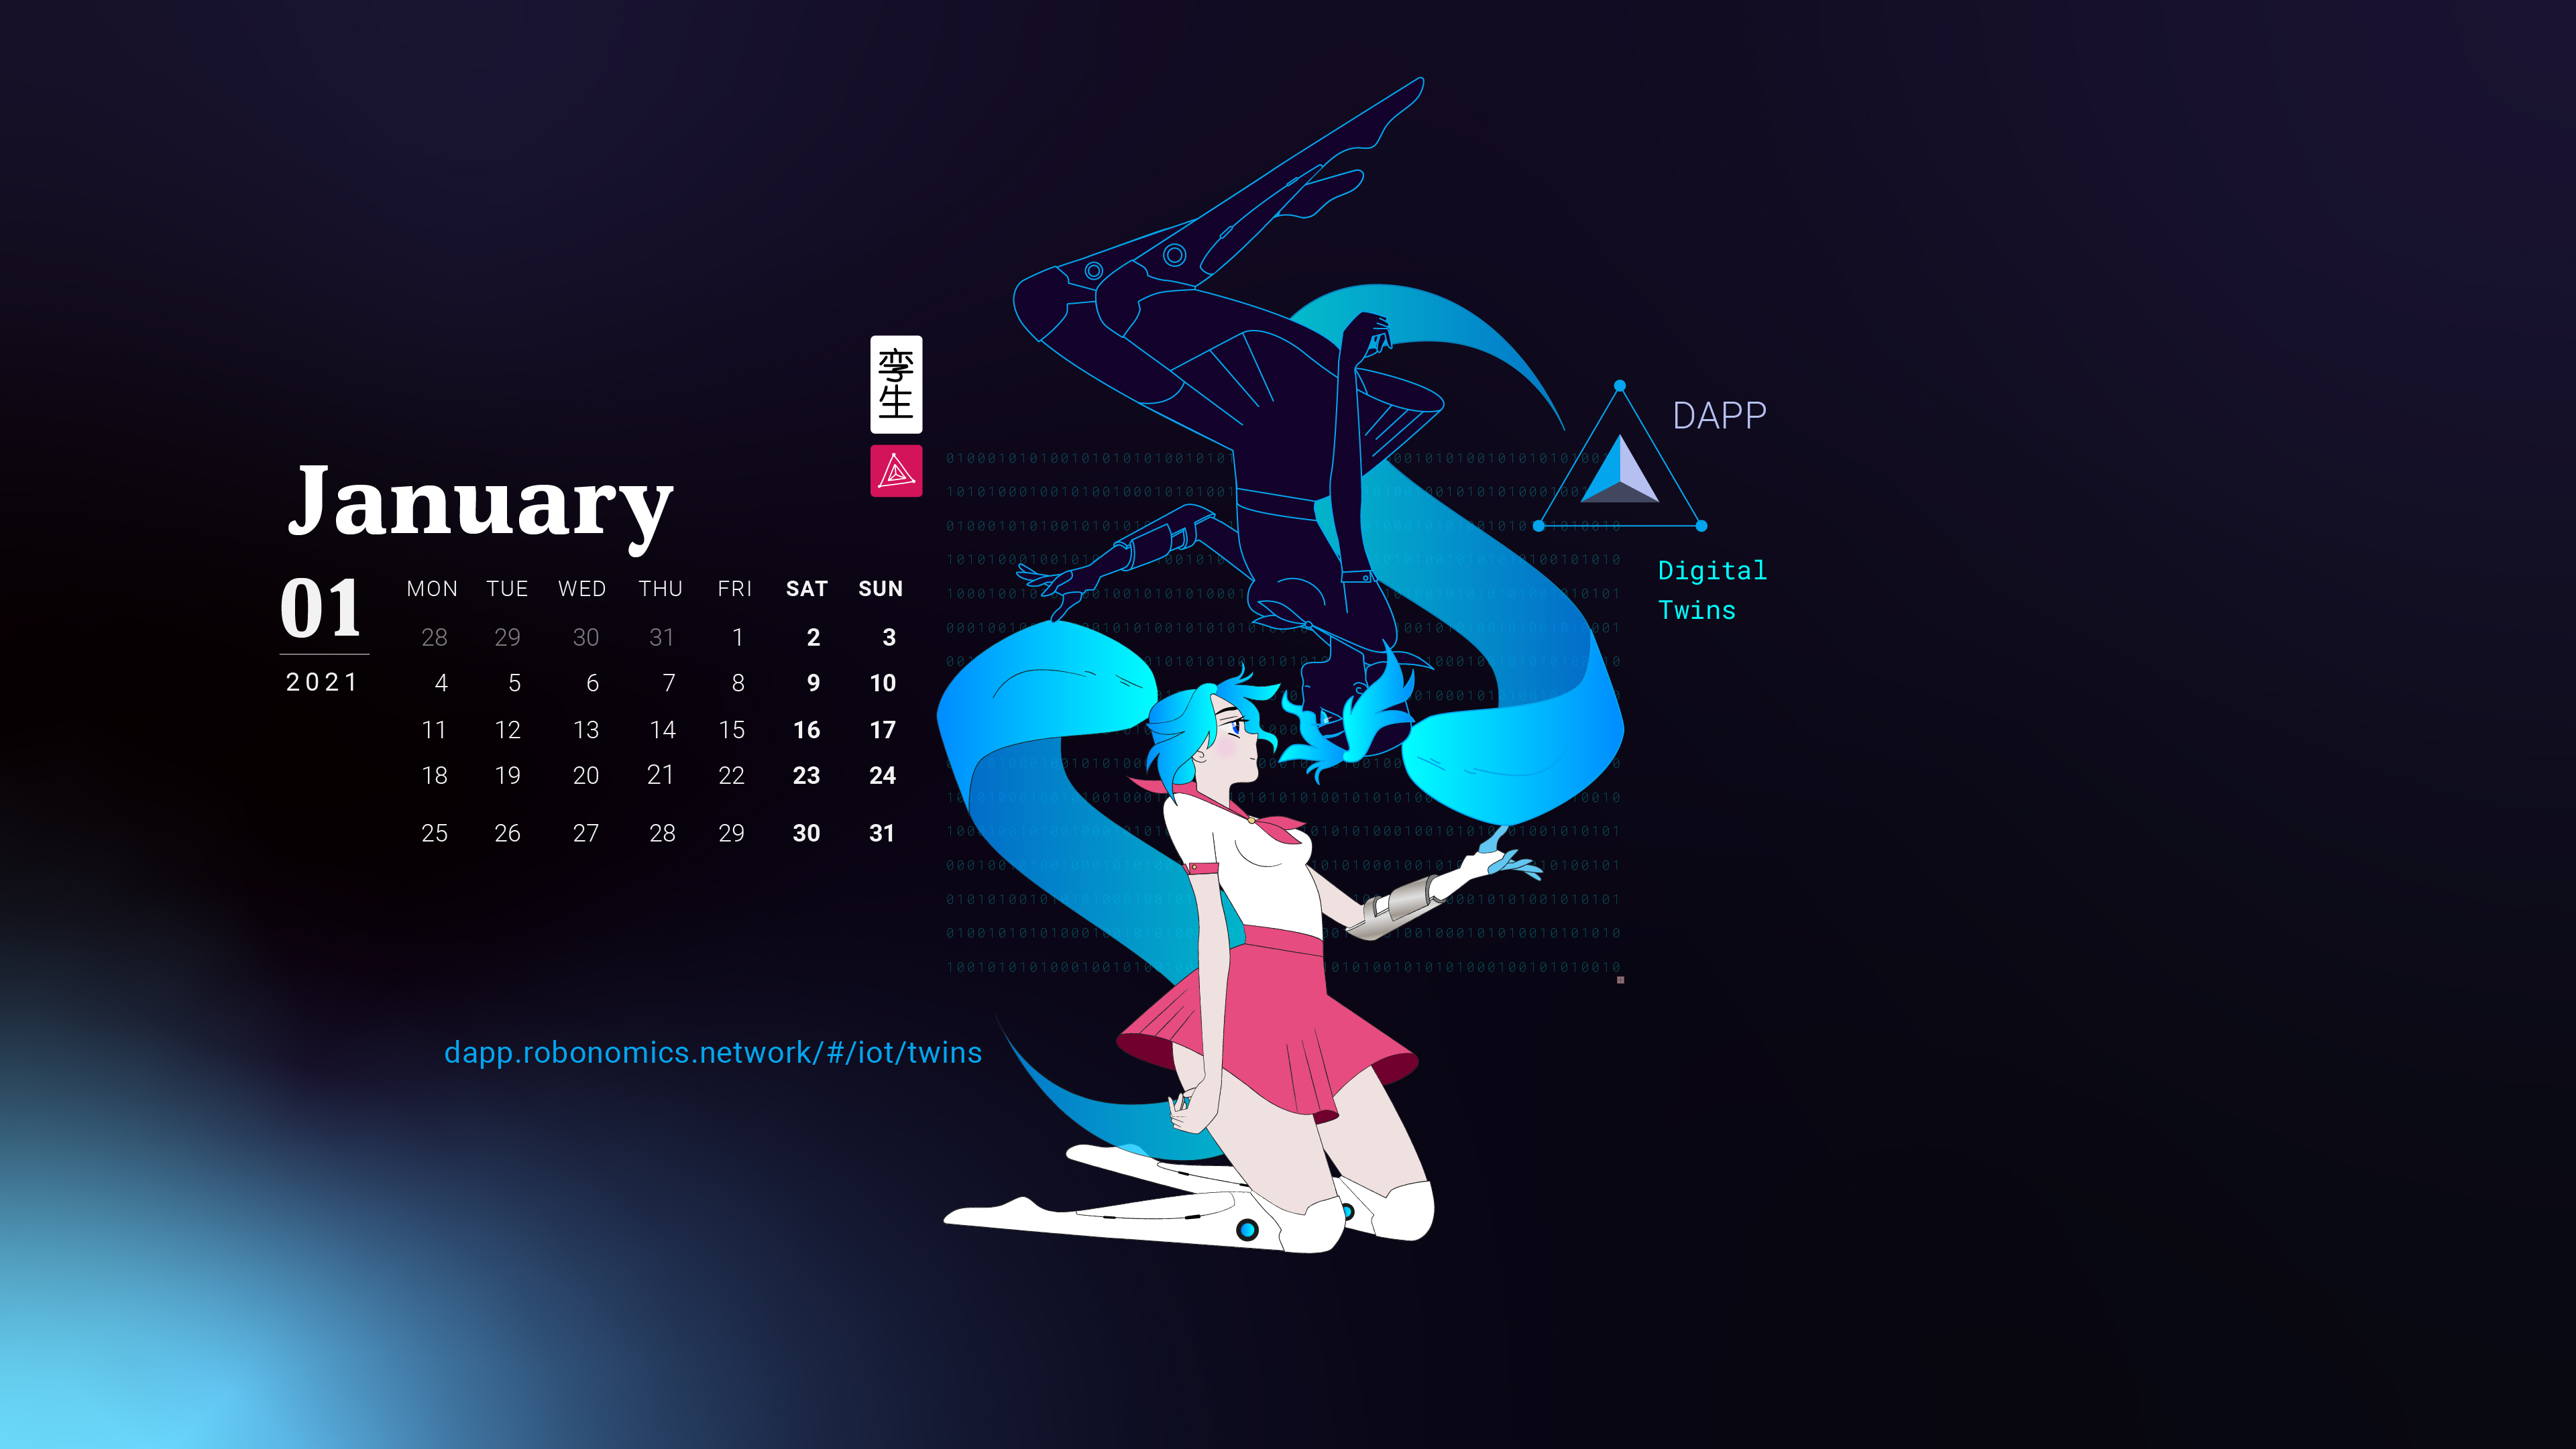 January
01
2021
MON TUE WED THU FRI SAT SUN
28 29 30 31 1 2 3
4 5 6 7 8 9 10
11 12 13 14 15 16 17
18 19 20 21 22 23 24
25 26 27 28 29 30 31
孪生
DAPP
Digital
Twins
dapp.robonomics.network/#/iot/twins